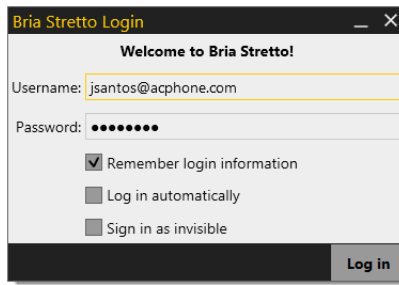 Bria Stretto Login
Welcome to Bria Stretto!
Username: jsantos@acphone.com
Password: ●●●●●●●●
Remember login information
Log in automatically
Sign in as invisible
Log in